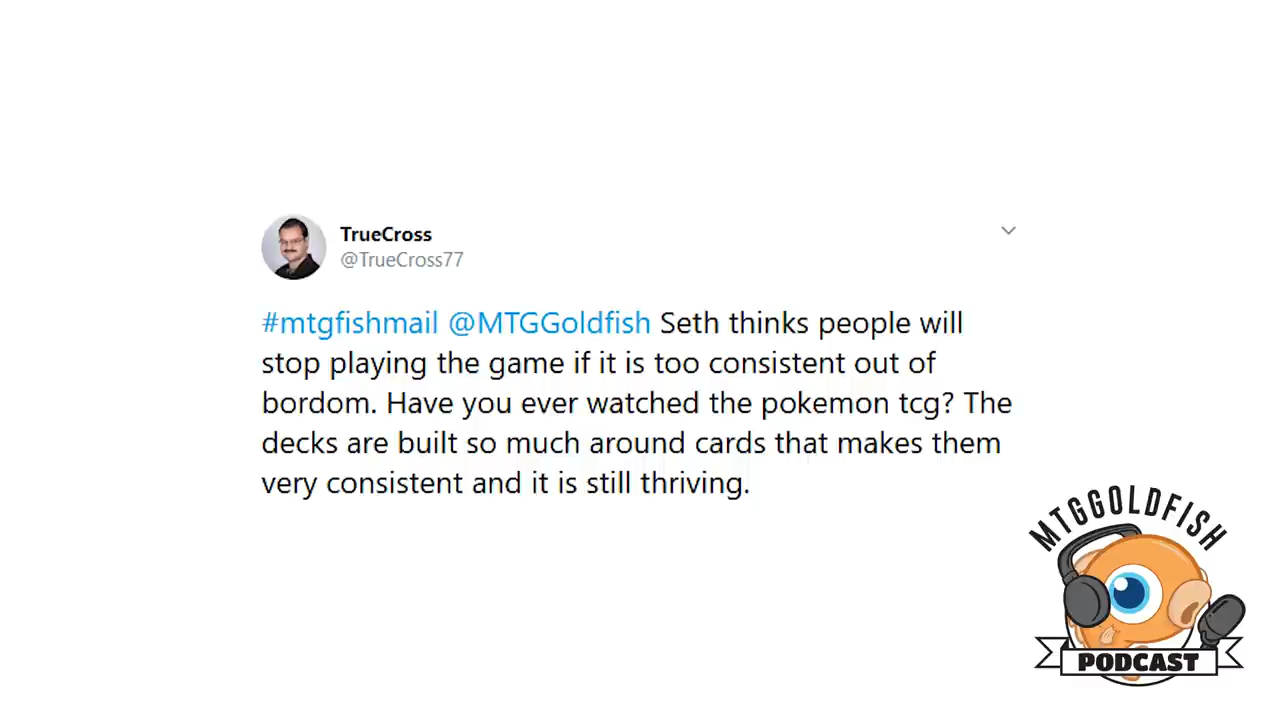 TrueCross
@TrueCross77
#mtgfishmail @MTGGoldfish Seth thinks people will
stop playing the game if it is too consistent out of
bordom. Have you ever watched the pokemon tcg? The
decks are built so much around cards that makes them
very consistent and it is still thriving.
MTGGOLDFISH
PODCAST